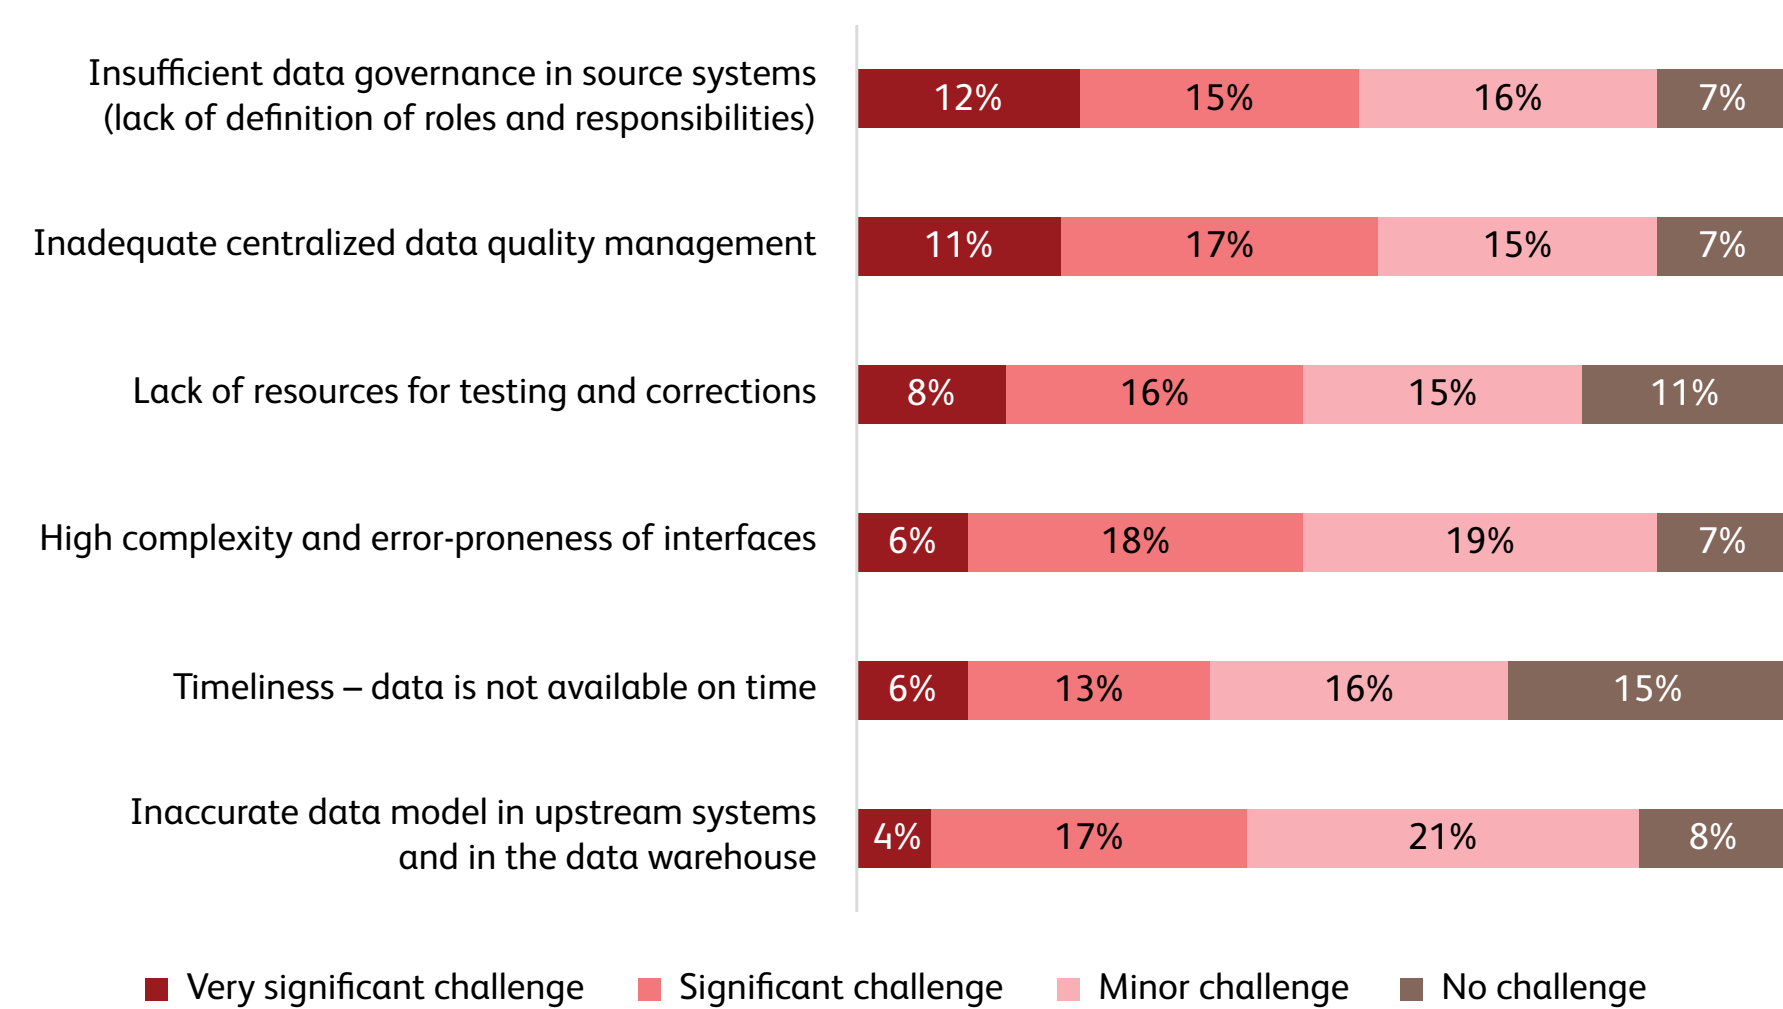 Insufficient data governance in source systems
(lack of definition of roles and responsibilities)
12% 15% 16% 7%
Inadequate centralized data quality management
11% 17% 15% 7%
Lack of resources for testing and corrections
8% 16% 15% 11%
High complexity and error-proneness of interfaces
6% 18% 19% 7%
Timeliness – data is not available on time
6% 13% 16% 15%
Inaccurate data model in upstream systems
and in the data warehouse
4% 17% 21% 8%
Very significant challenge Significant challenge Minor challenge No challenge